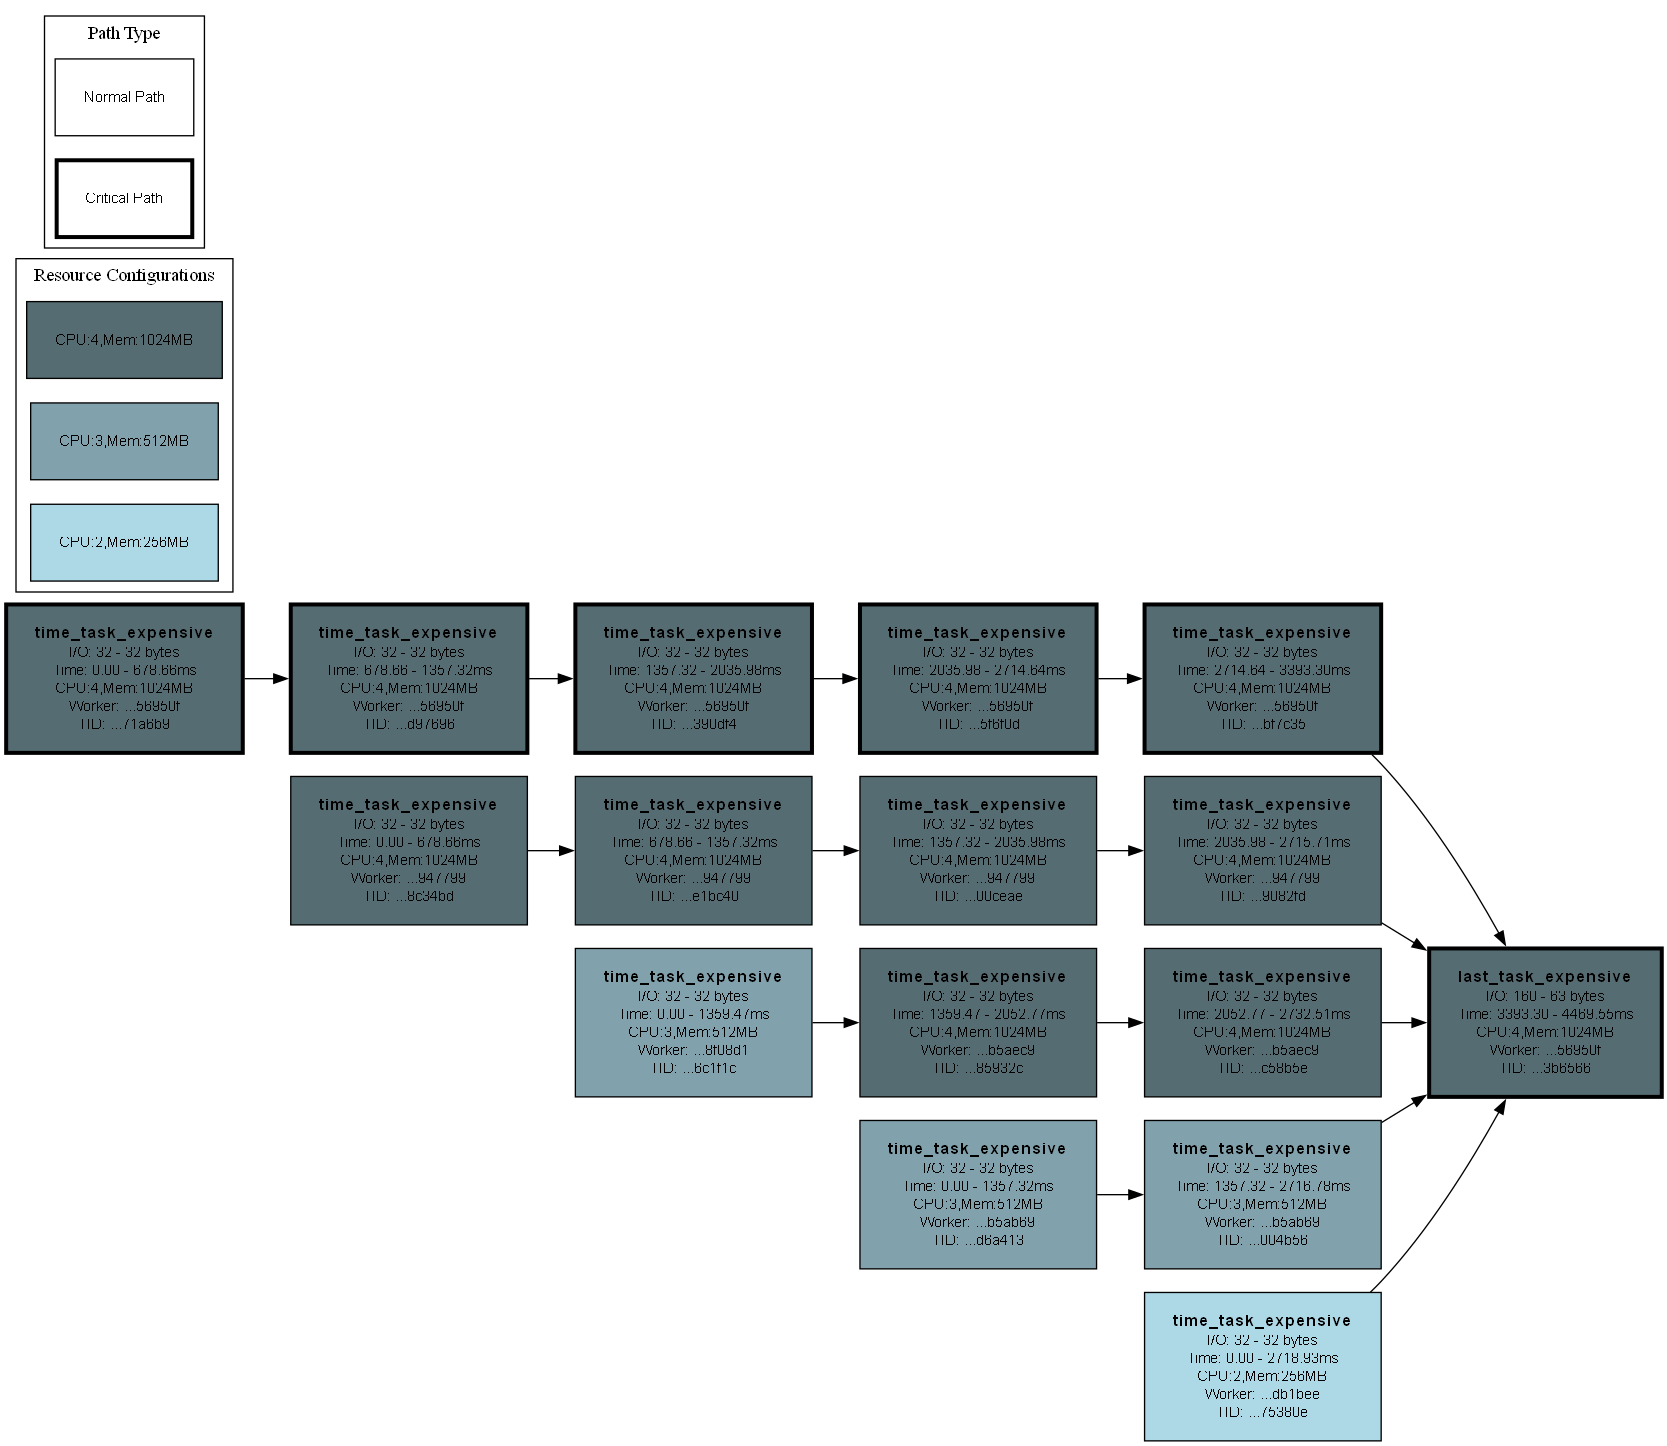 Path Type
Normal Path
Critical Path
Resource Configurations
CPU:4,Mem:1024MB
CPU:3,Mem:512MB
CPU:2,Mem:256MB
time_task_expensive
I/O: 32 - 32 bytes
Time: 0.00 - 678.66ms
CPU:4,Mem:1024MB
Worker: ...56950f
TID: ...71a6b9
time_task_expensive
I/O: 32 - 32 bytes
Time: 678.66 - 1357.32ms
CPU:4,Mem:1024MB
Worker: ...56950f
TID: ...d97696
time_task_expensive
I/O: 32 - 32 bytes
Time: 1357.32 - 2035.98ms
CPU:4,Mem:1024MB
Worker: ...56950f
TID: ...390df4
time_task_expensive
I/O: 32 - 32 bytes
Time: 2035.98 - 2714.64ms
CPU:4,Mem:1024MB
Worker: ...56950f
TID: ...5f6f0d
time_task_expensive
I/O: 32 - 32 bytes
Time: 2714.64 - 3393.30ms
CPU:4,Mem:1024MB
Worker: ...56950f
TID: ...bf7c35
time_task_expensive
I/O: 32 - 32 bytes
Time: 0.00 - 678.66ms
CPU:4,Mem:1024MB
Worker: ...947799
TID: ...8c34bd
time_task_expensive
I/O: 32 - 32 bytes
Time: 678.66 - 1357.32ms
CPU:4,Mem:1024MB
Worker: ...947799
TID: ...e1bc40
time_task_expensive
I/O: 32 - 32 bytes
Time: 1357.32 - 2035.98ms
CPU:4,Mem:1024MB
Worker: ...947799
TID: ...00ceae
time_task_expensive
I/O: 32 - 32 bytes
Time: 2035.98 - 2715.71ms
CPU:4,Mem:1024MB
Worker: ...947799
TID: ...9082fd
time_task_expensive
I/O: 32 - 32 bytes
Time: 0.00 - 1359.47ms
CPU:3,Mem:512MB
Worker: ...8f08d1
TID: ...6c1f1c
time_task_expensive
I/O: 32 - 32 bytes
Time: 1359.47 - 2052.77ms
CPU:4,Mem:1024MB
Worker: ...b5aec9
TID: ...85932c
time_task_expensive
I/O: 32 - 32 bytes
Time: 2052.77 - 2732.51ms
CPU:4,Mem:1024MB
Worker: ...b5aec9
TID: ...c58b5e
last_task_expensive
I/O: 160 - 63 bytes
Time: 3393.30 - 4469.55ms
CPU:4,Mem:1024MB
Worker: ...56950f
TID: ...3b6566
time_task_expensive
I/O: 32 - 32 bytes
Time: 0.00 - 1357.32ms
CPU:3,Mem:512MB
Worker: ...b5ab69
TID: ...d6a413
time_task_expensive
I/O: 32 - 32 bytes
Time: 1357.32 - 2716.78ms
CPU:3,Mem:512MB
Worker: ...b5ab69
TID: ...004b56
time_task_expensive
I/O: 32 - 32 bytes
Time: 0.00 - 2718.93ms
CPU:2,Mem:256MB
Worker: ...db1bee
TID: ...75380e